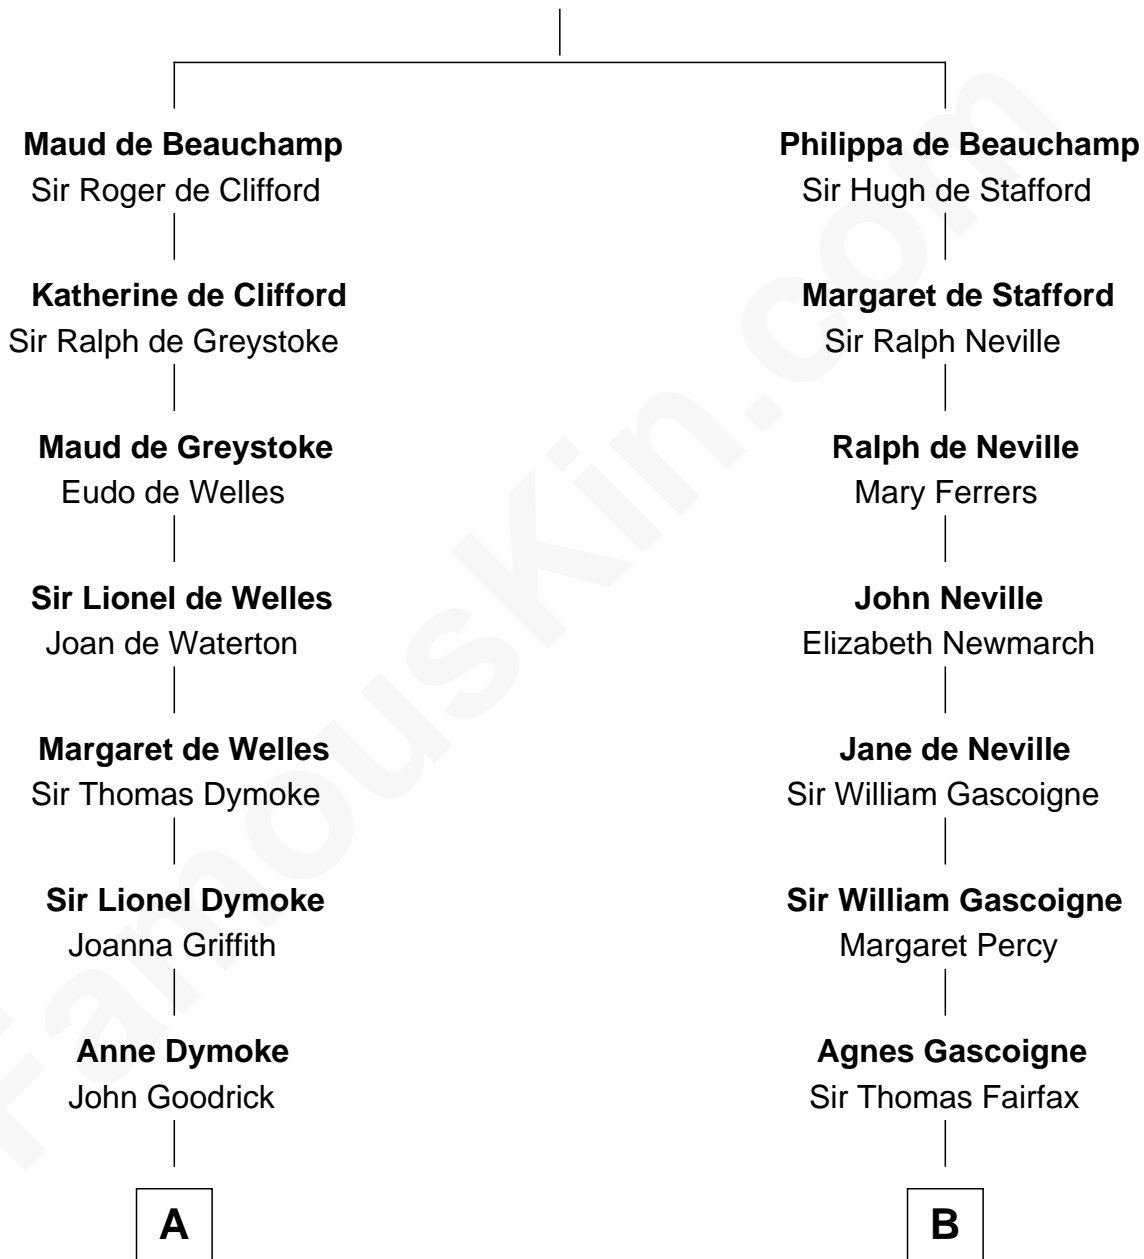 Maud de Beauchamp
Sir Roger de Clifford
Katherine de Clifford
Sir Ralph de Greystoke
Maud de Greystoke
Eudo de Welles
Sir Lionel de Welles
Joan de Waterton
Margaret de Welles
Sir Thomas Dymoke
Sir Lionel Dymoke
Joanna Griffith
Anne Dymoke
John Goodrick
A
Philippa de Beauchamp
Sir Hugh de Stafford
Margaret de Stafford
Sir Ralph Neville
Ralph de Neville
Mary Ferrers
John Neville
Elizabeth Newmarch
Jane de Neville
Sir William Gascoigne
Sir William Gascoigne
Margaret Percy
Agnes Gascoigne
Sir Thomas Fairfax
B
FamousKin.com